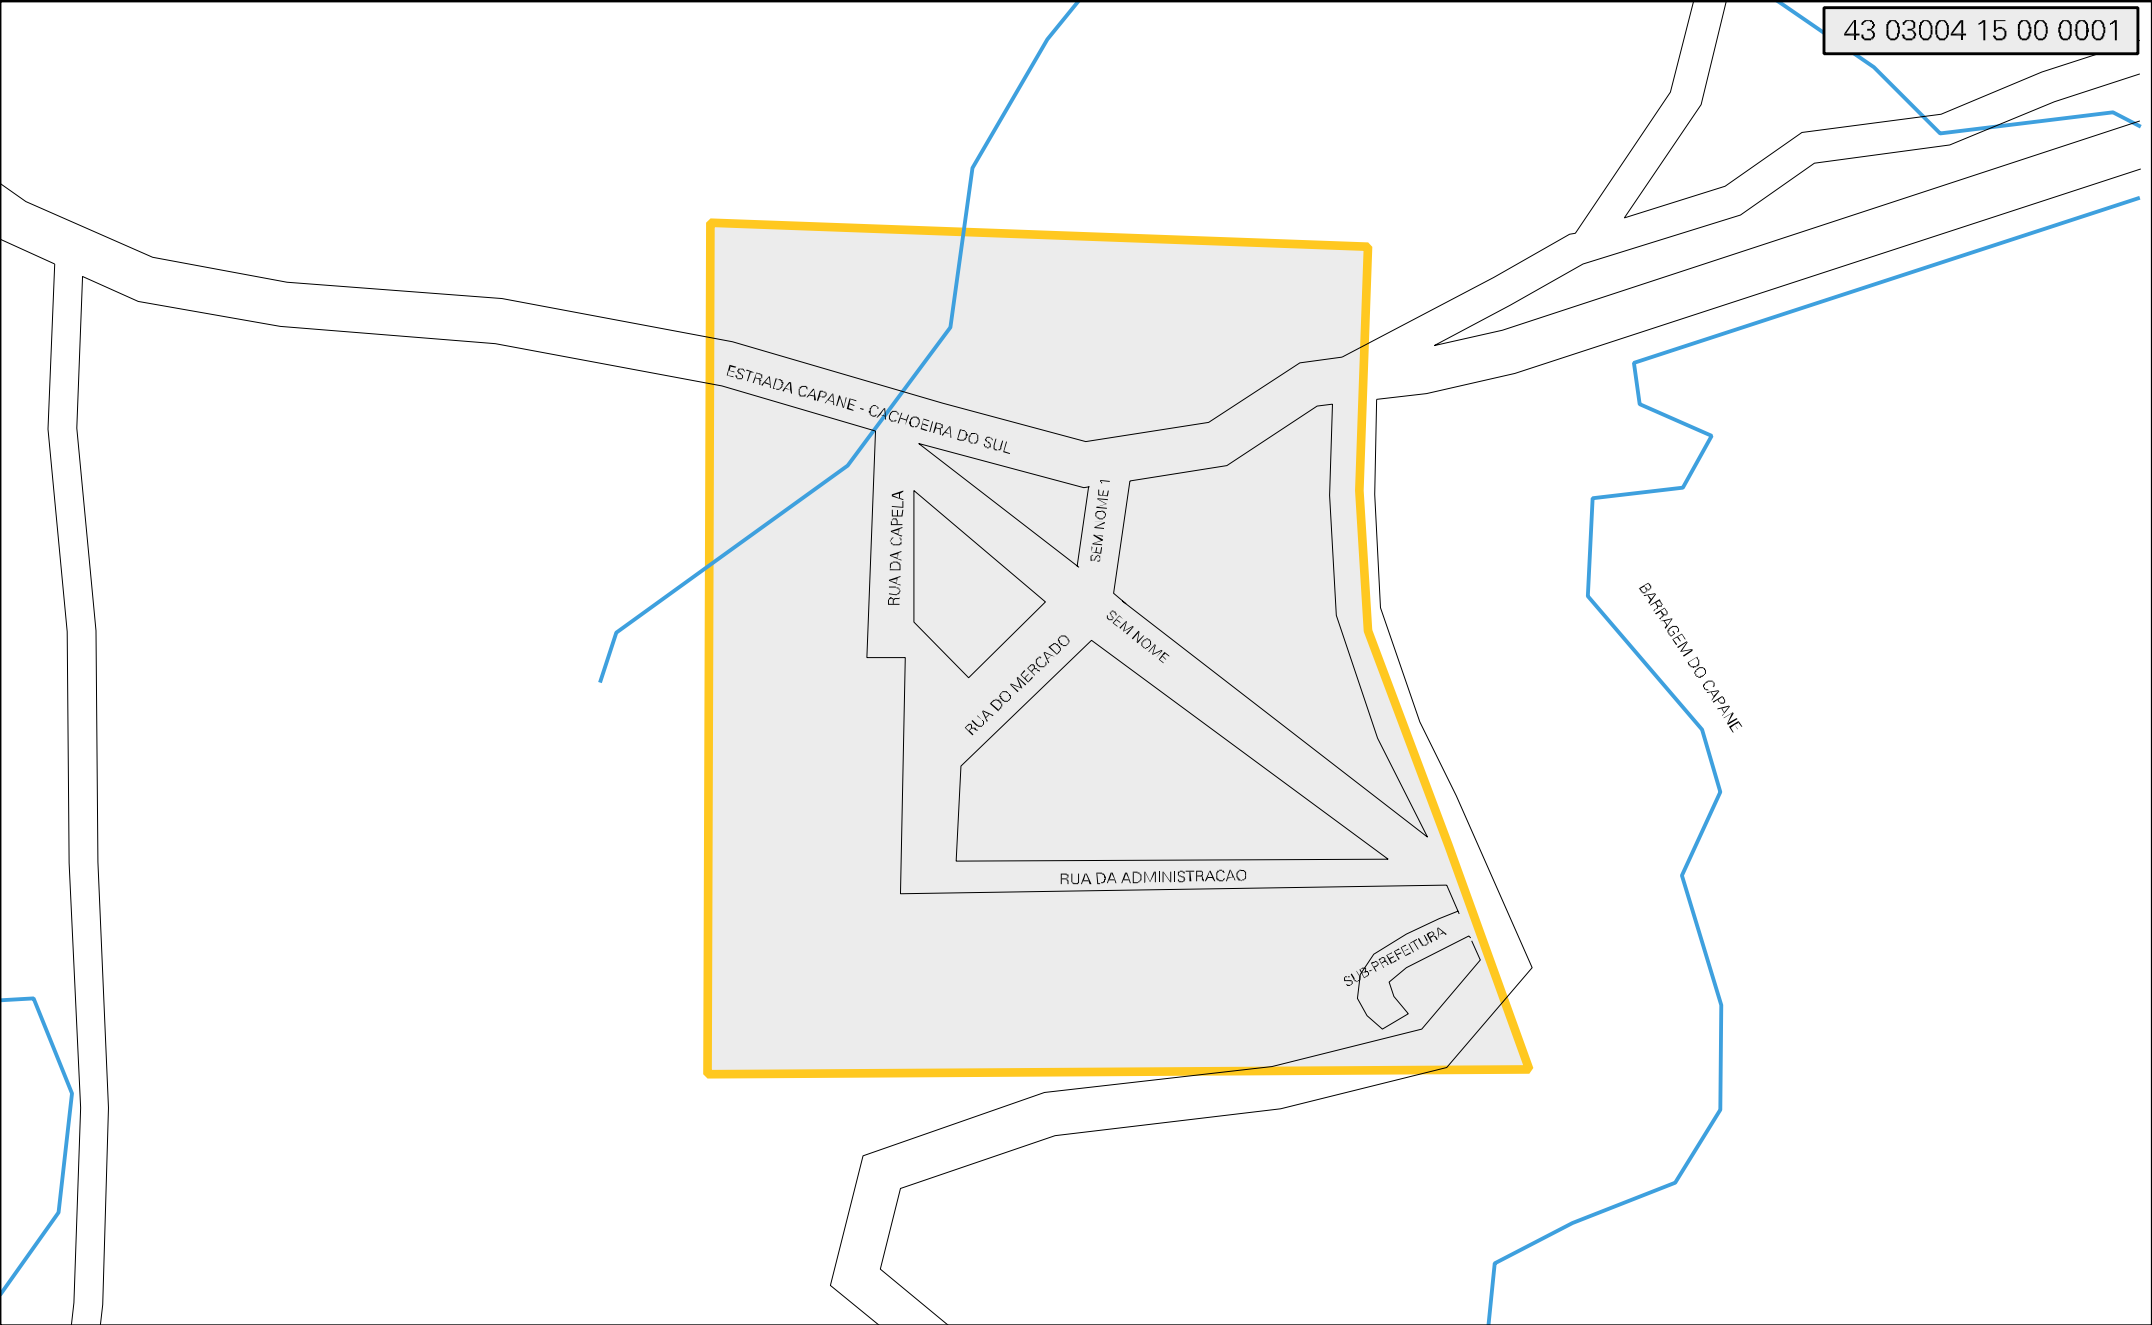 43 03004 15 00 0001
ESTRADA CAPANE - CACHOEIRA DO SUL
SEM NOME 1
RUA DA CAPELA
SEM NOME
RUA DO MERCADO
BARRAGEM DO CAPANE
RUA DA ADMINISTRACAO
SUB-PREFEITURA